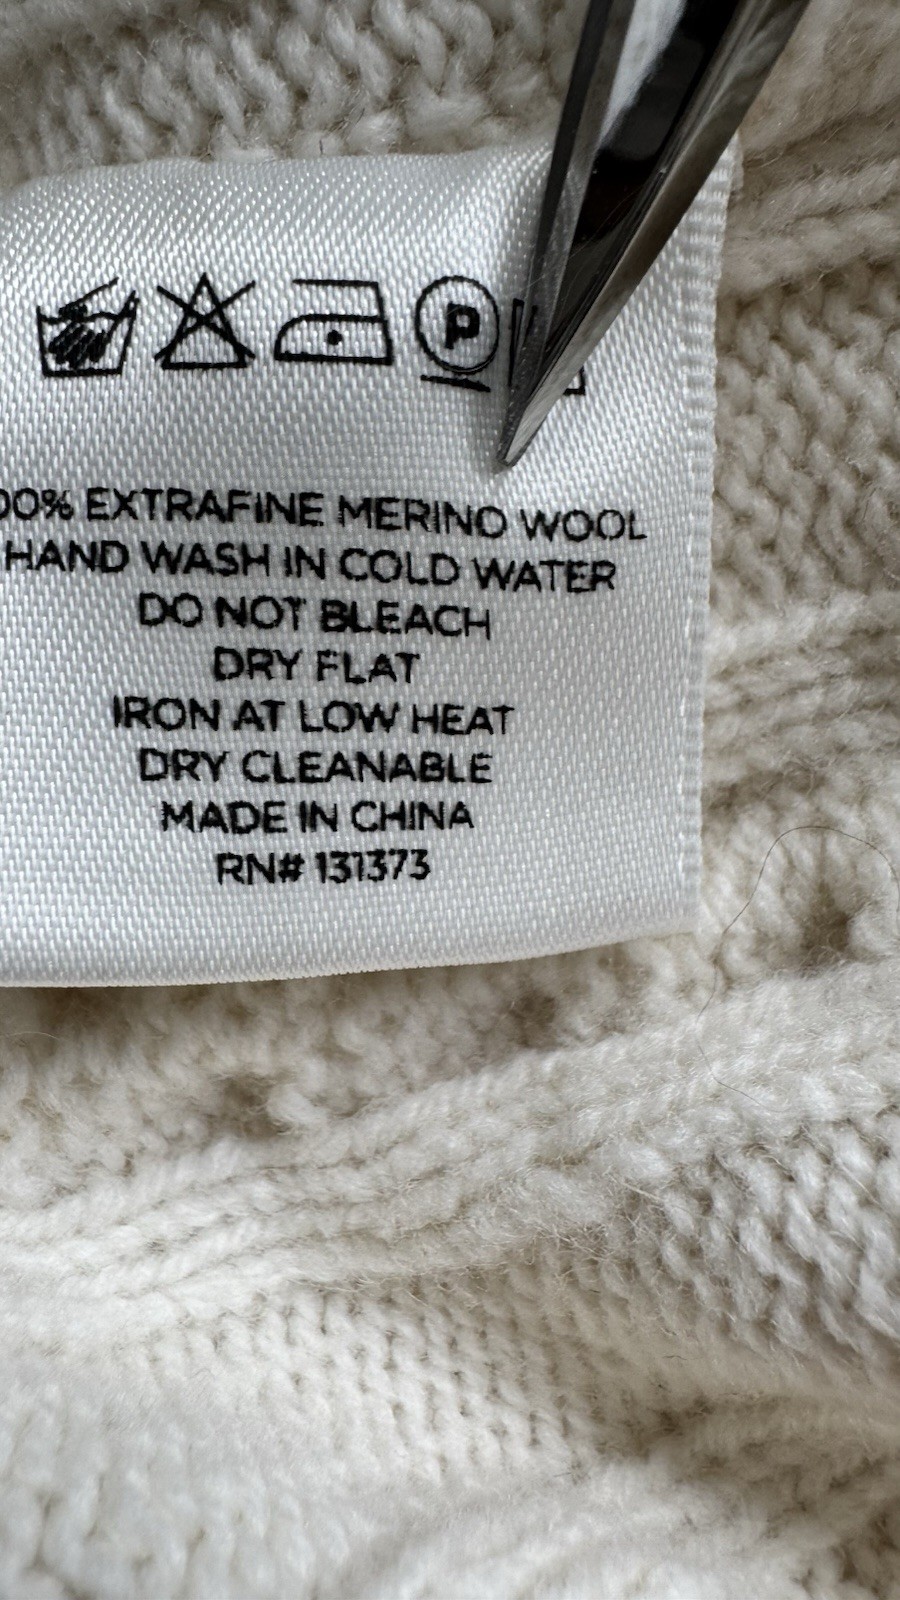 P
00% EXTRAFINE MERINO WOOL
HAND WASH IN COLD WATER
DO NOT BLEACH
DRY FLAT
IRON AT LOW HEAT
DRY CLEANABLE
MADE IN CHINA
RN# 131373